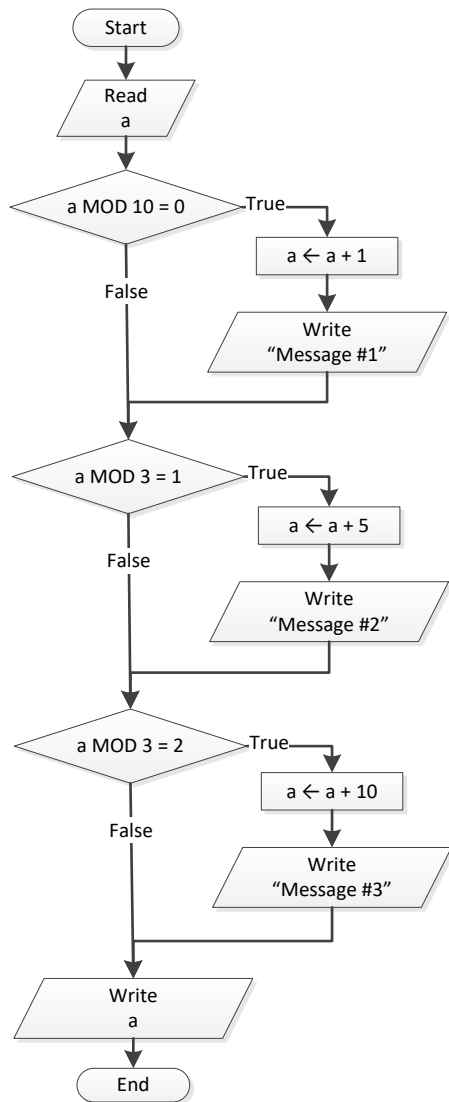 Start
Read
a
a MOD 10 = 0
True
a ← a + 1
False
Write
“Message #1”
a MOD 3 = 1
True
a ← a + 5
False
Write
“Message #2”
a MOD 3 = 2
True
a ← a + 10
False
Write
“Message #3”
Write
a
End